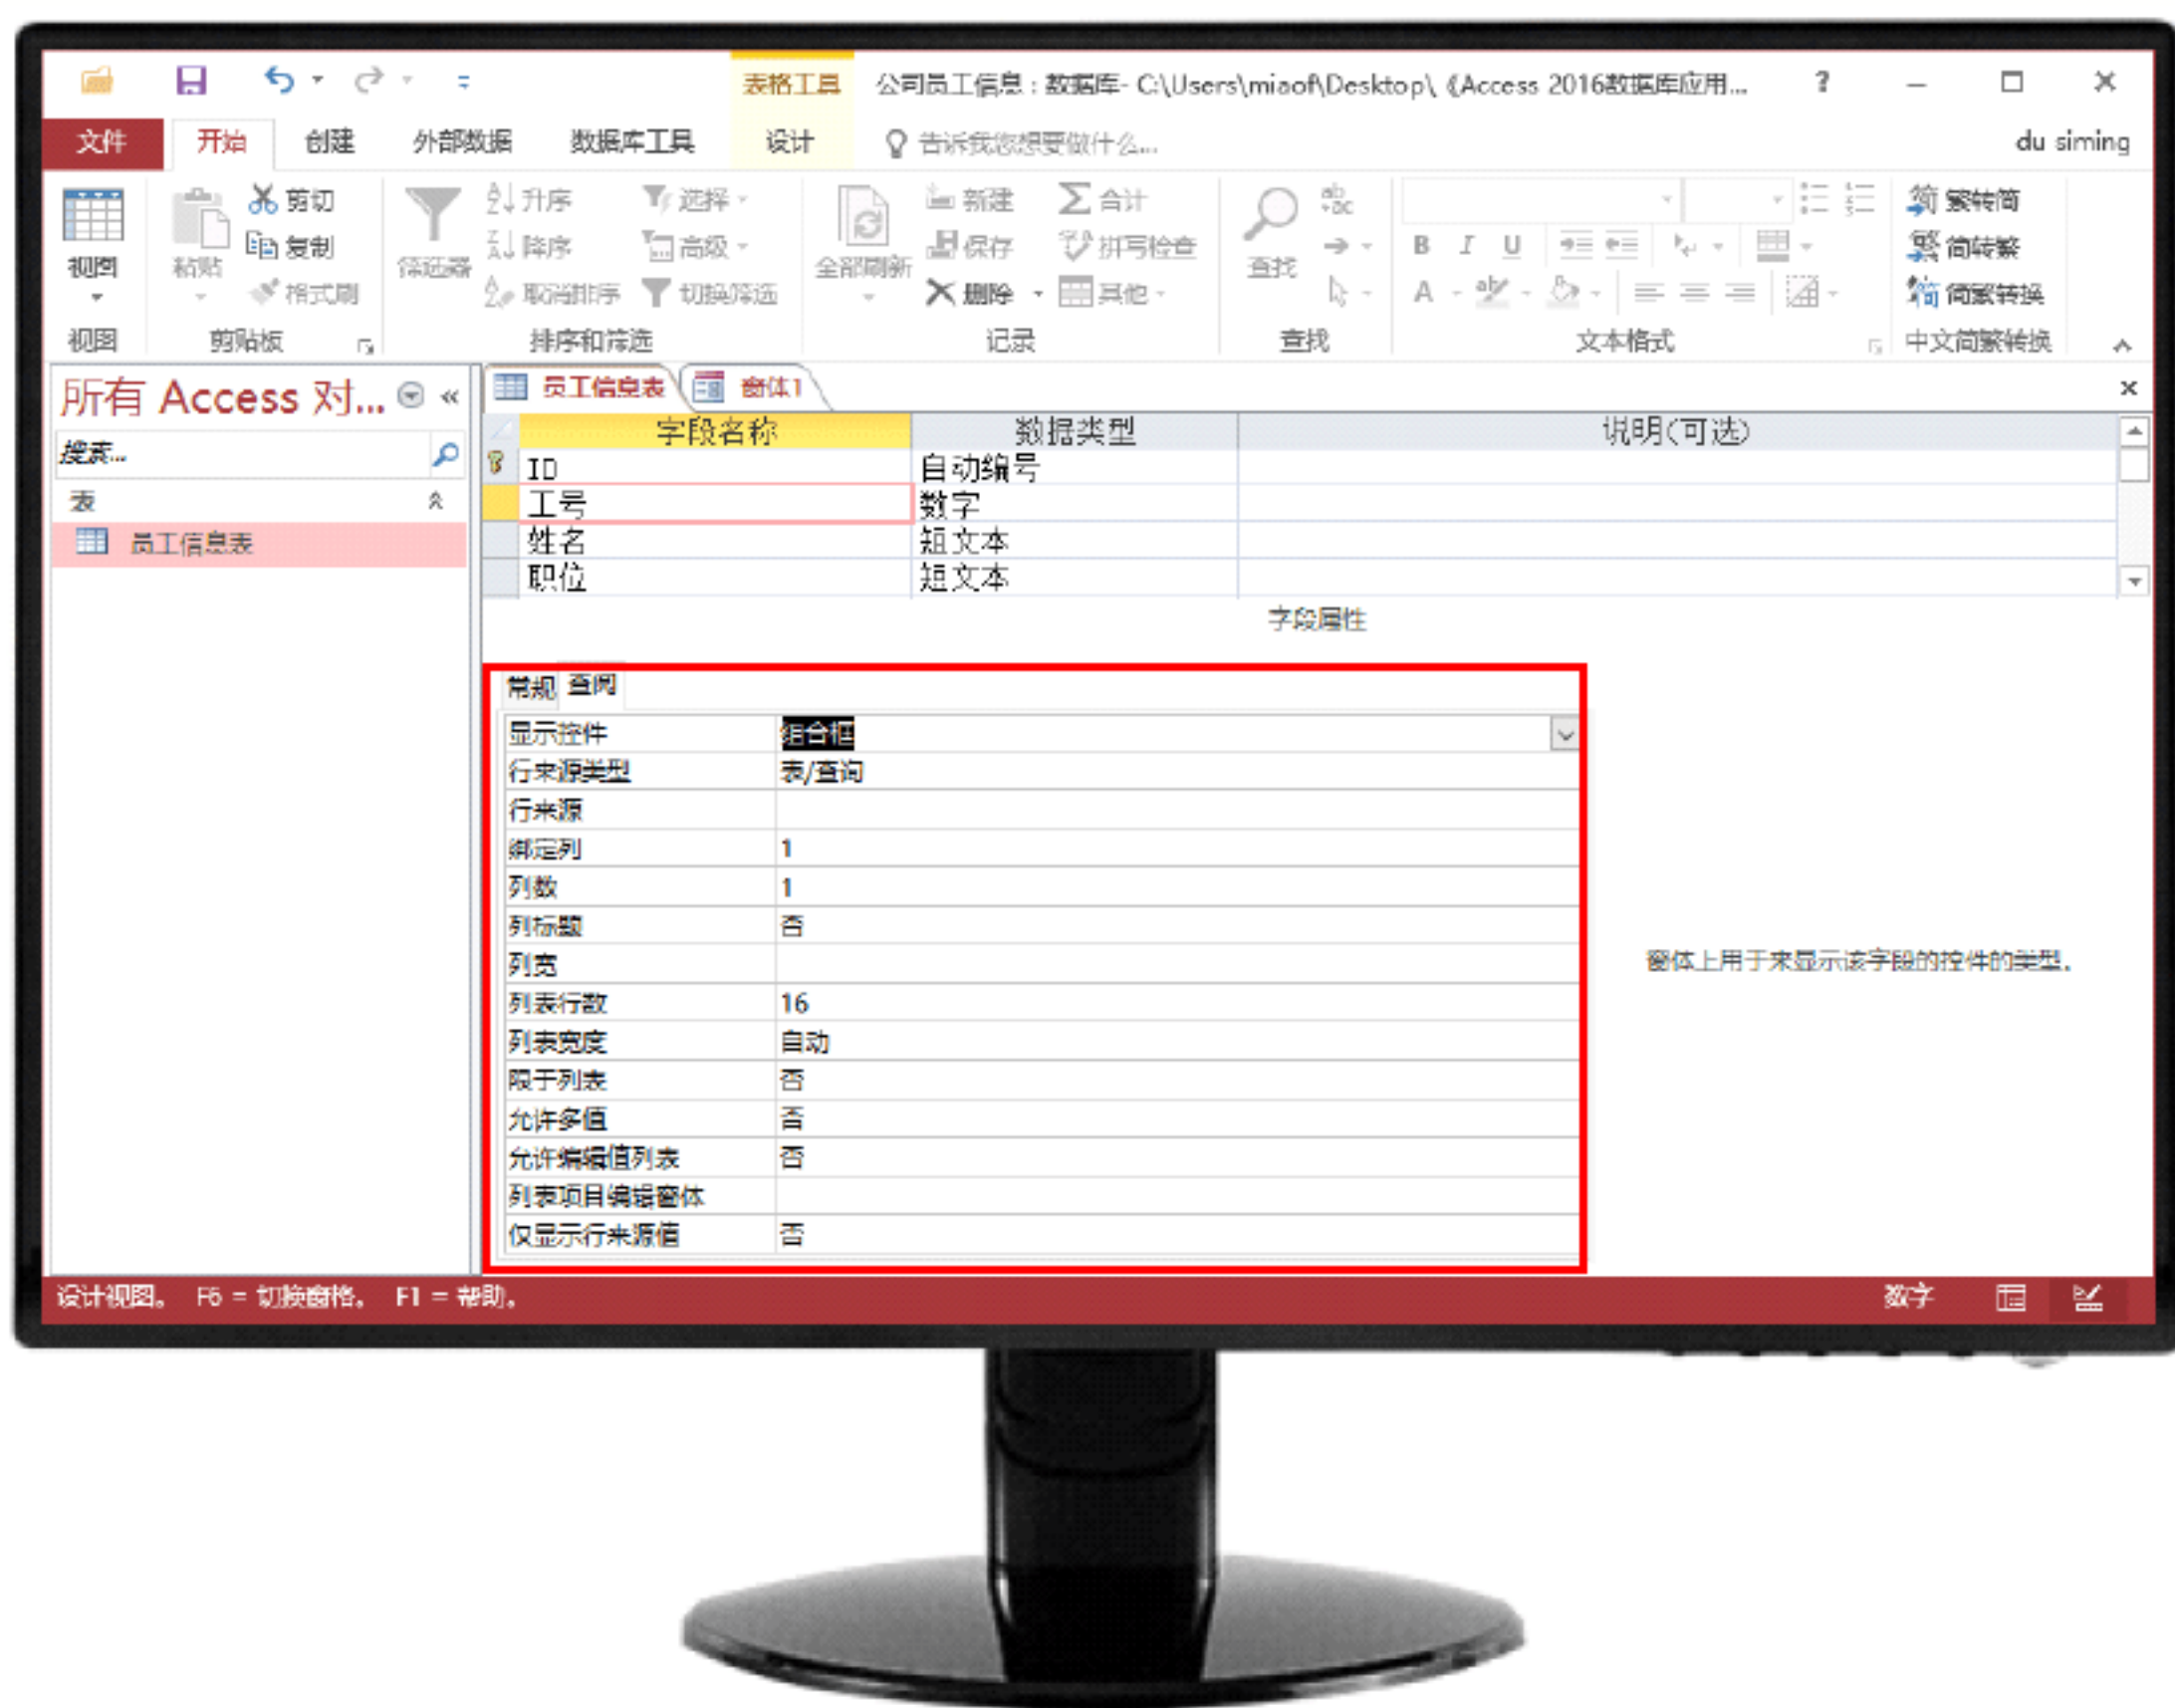 表格工具 公司员工信息：数据库- C:\Users\miaof\Desktop\《Access 2016数据库应用... ?
文件 开始 创建 外部数据 数据库工具 设计 告诉我您想要做什么... du siming
剪切 升序 选择 新建 合计 繁转简
复制 降序 高级 保存 拼写检查 B I U 简转繁
视图 粘贴 筛选器 全部刷新 查找
格式刷 取消排序 切换筛选 删除 其他 A 简繁转换
视图 剪贴板 排序和筛选 记录 查找 文本格式 中文简繁转换
所有 Access 对... «
搜索...
表
员工信息表
员工信息表 窗体1
字段名称 数据类型 说明(可选)
ID 自动编号
工号 数字
姓名 短文本
职位 短文本
字段属性
常规 查阅
显示控件 组合框
行来源类型 表/查询
行来源
绑定列 1
列数 1
列标题 否
列宽
列表行数 16
列表宽度 自动
限于列表 否
允许多值 否
允许编辑值列表 否
列表项目编辑窗体
仅显示行来源值 否
窗体上用于来显示该字段的控件的类型。
设计视图。 F6 = 切换窗格。 F1 = 帮助。 数字